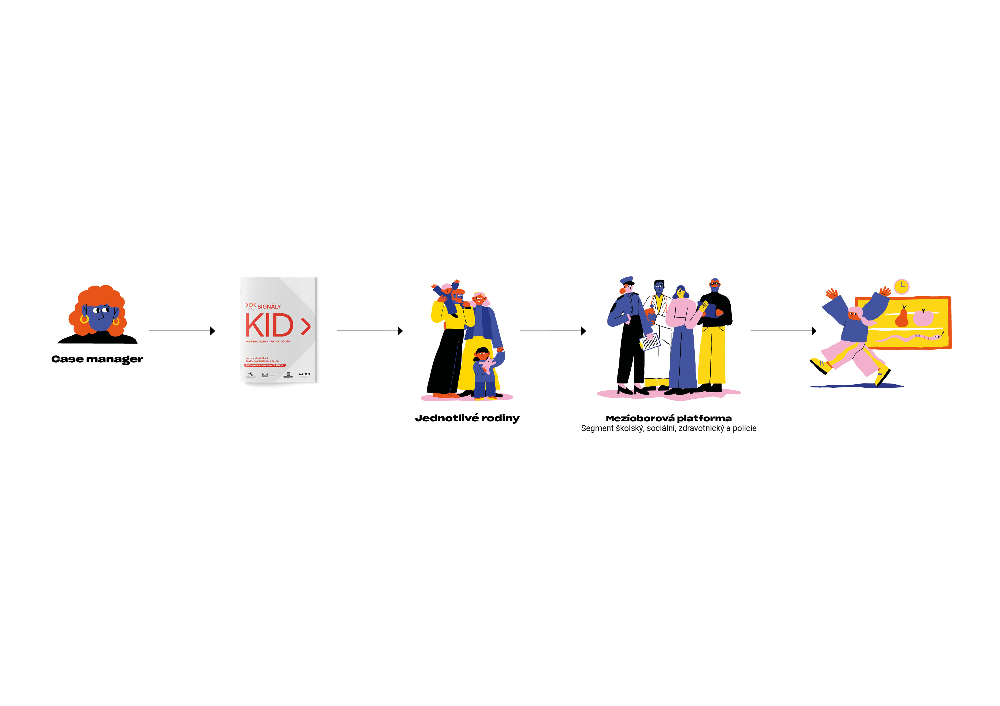 Case manager
SIGNÁLY
KID
KOOPERACE, IDENTIFIKACE, DŮVĚRA
Karta k identifikaci
špatného zacházení s dětmi
PRO ŠKOLY A ŠKOLSKÁ ZAŘÍZENÍ
Jednotlivé rodiny
Mezioborová platforma
Segment školský, sociální, zdravotnický a policie